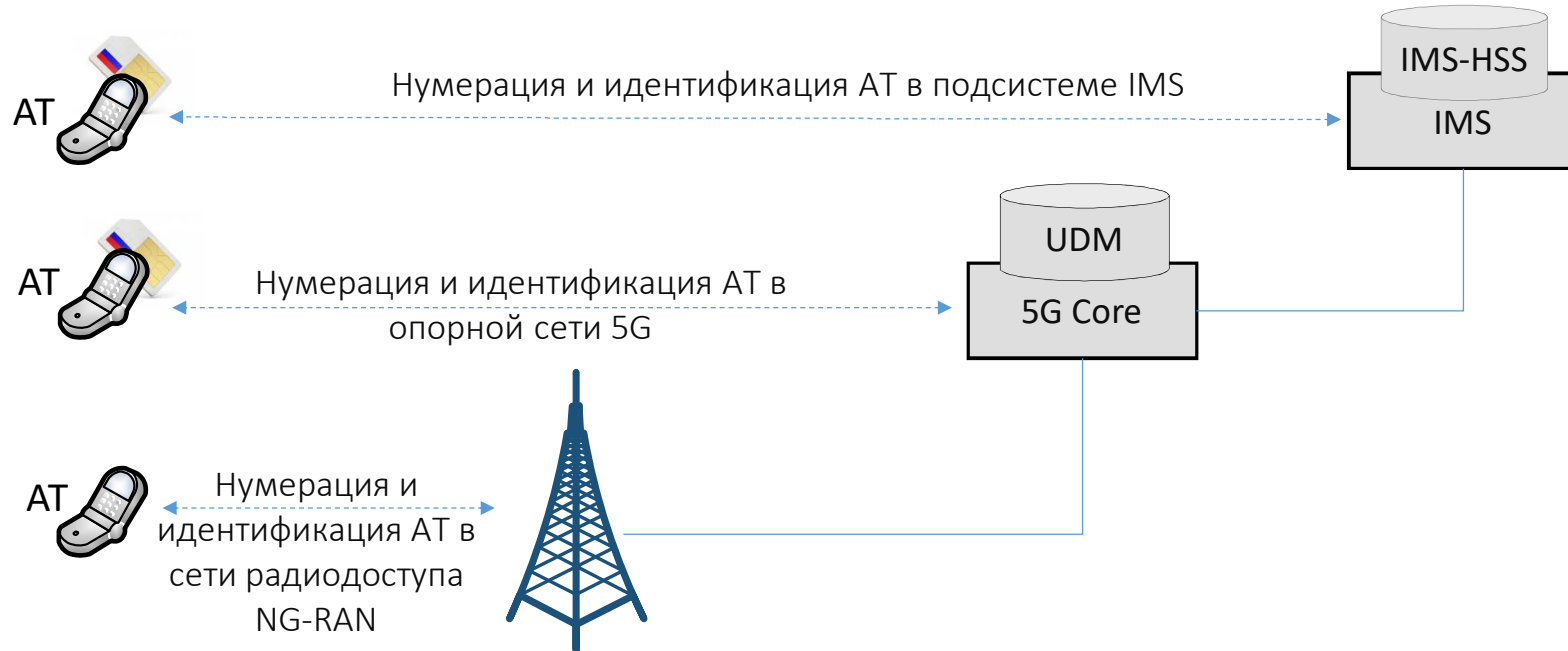 АТ
Нумерация и идентификация АТ в подсистеме IMS
IMS-HSS
IMS
АТ
Нумерация и идентификация АТ в
опорной сети 5G
UDM
5G Core
АТ
Нумерация и
идентификация АТ в
сети радиодоступа
NG-RAN